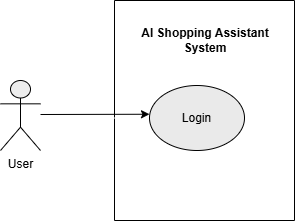 AI Shopping Assistant
System
Login
User